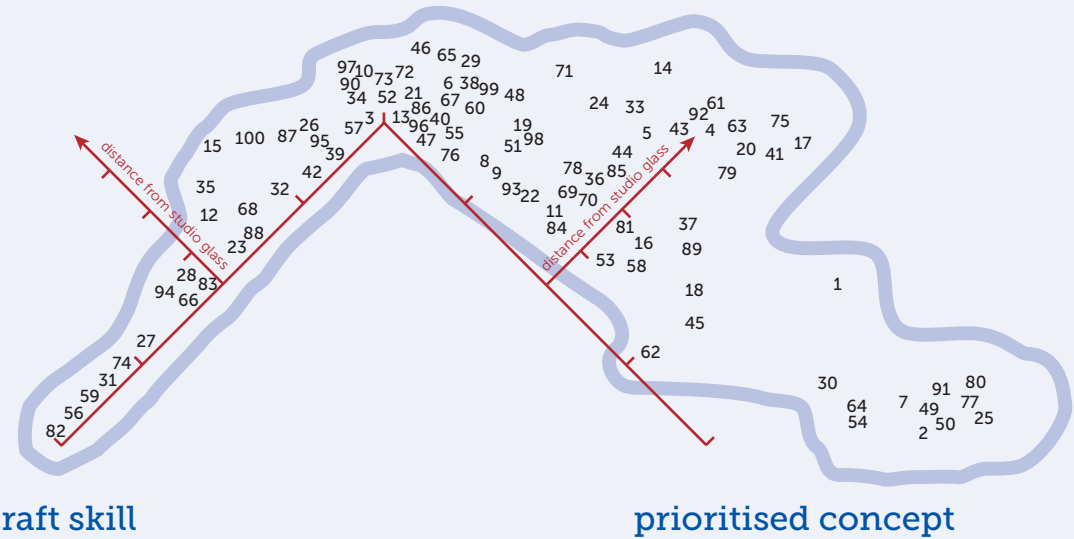 46 65 29
97 10 73 72 71 14
90 6 38 99
34 52 21 67 48 24 33 61
3 13 86 40 60 92
15 100 87 26 57 96 55 19 5 43 4 63 75
95 47 51 98 20 17
39 76 8 44 41
42 9 78 36 85 79
35 32 93 22 69 70
12 68 11 37
88 84 81
23 16 89
53 58
28 83 1
94 66 18
45
27 62
74
31 30 80
59 91
56 64 7 49 77
82 54 50 25
2
distance from studio glass
distance from studio glass
raft skill
prioritised concept